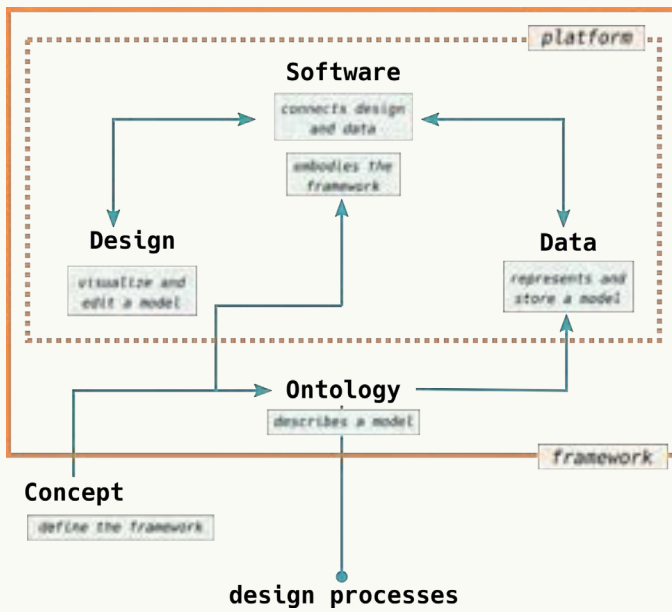 platform
Software
connects design
and data
embodies the
framework
Design
visualize and
edit a model
Data
represents and
store a model
Ontology
describes a model
framework
Concept
define the framework
design processes